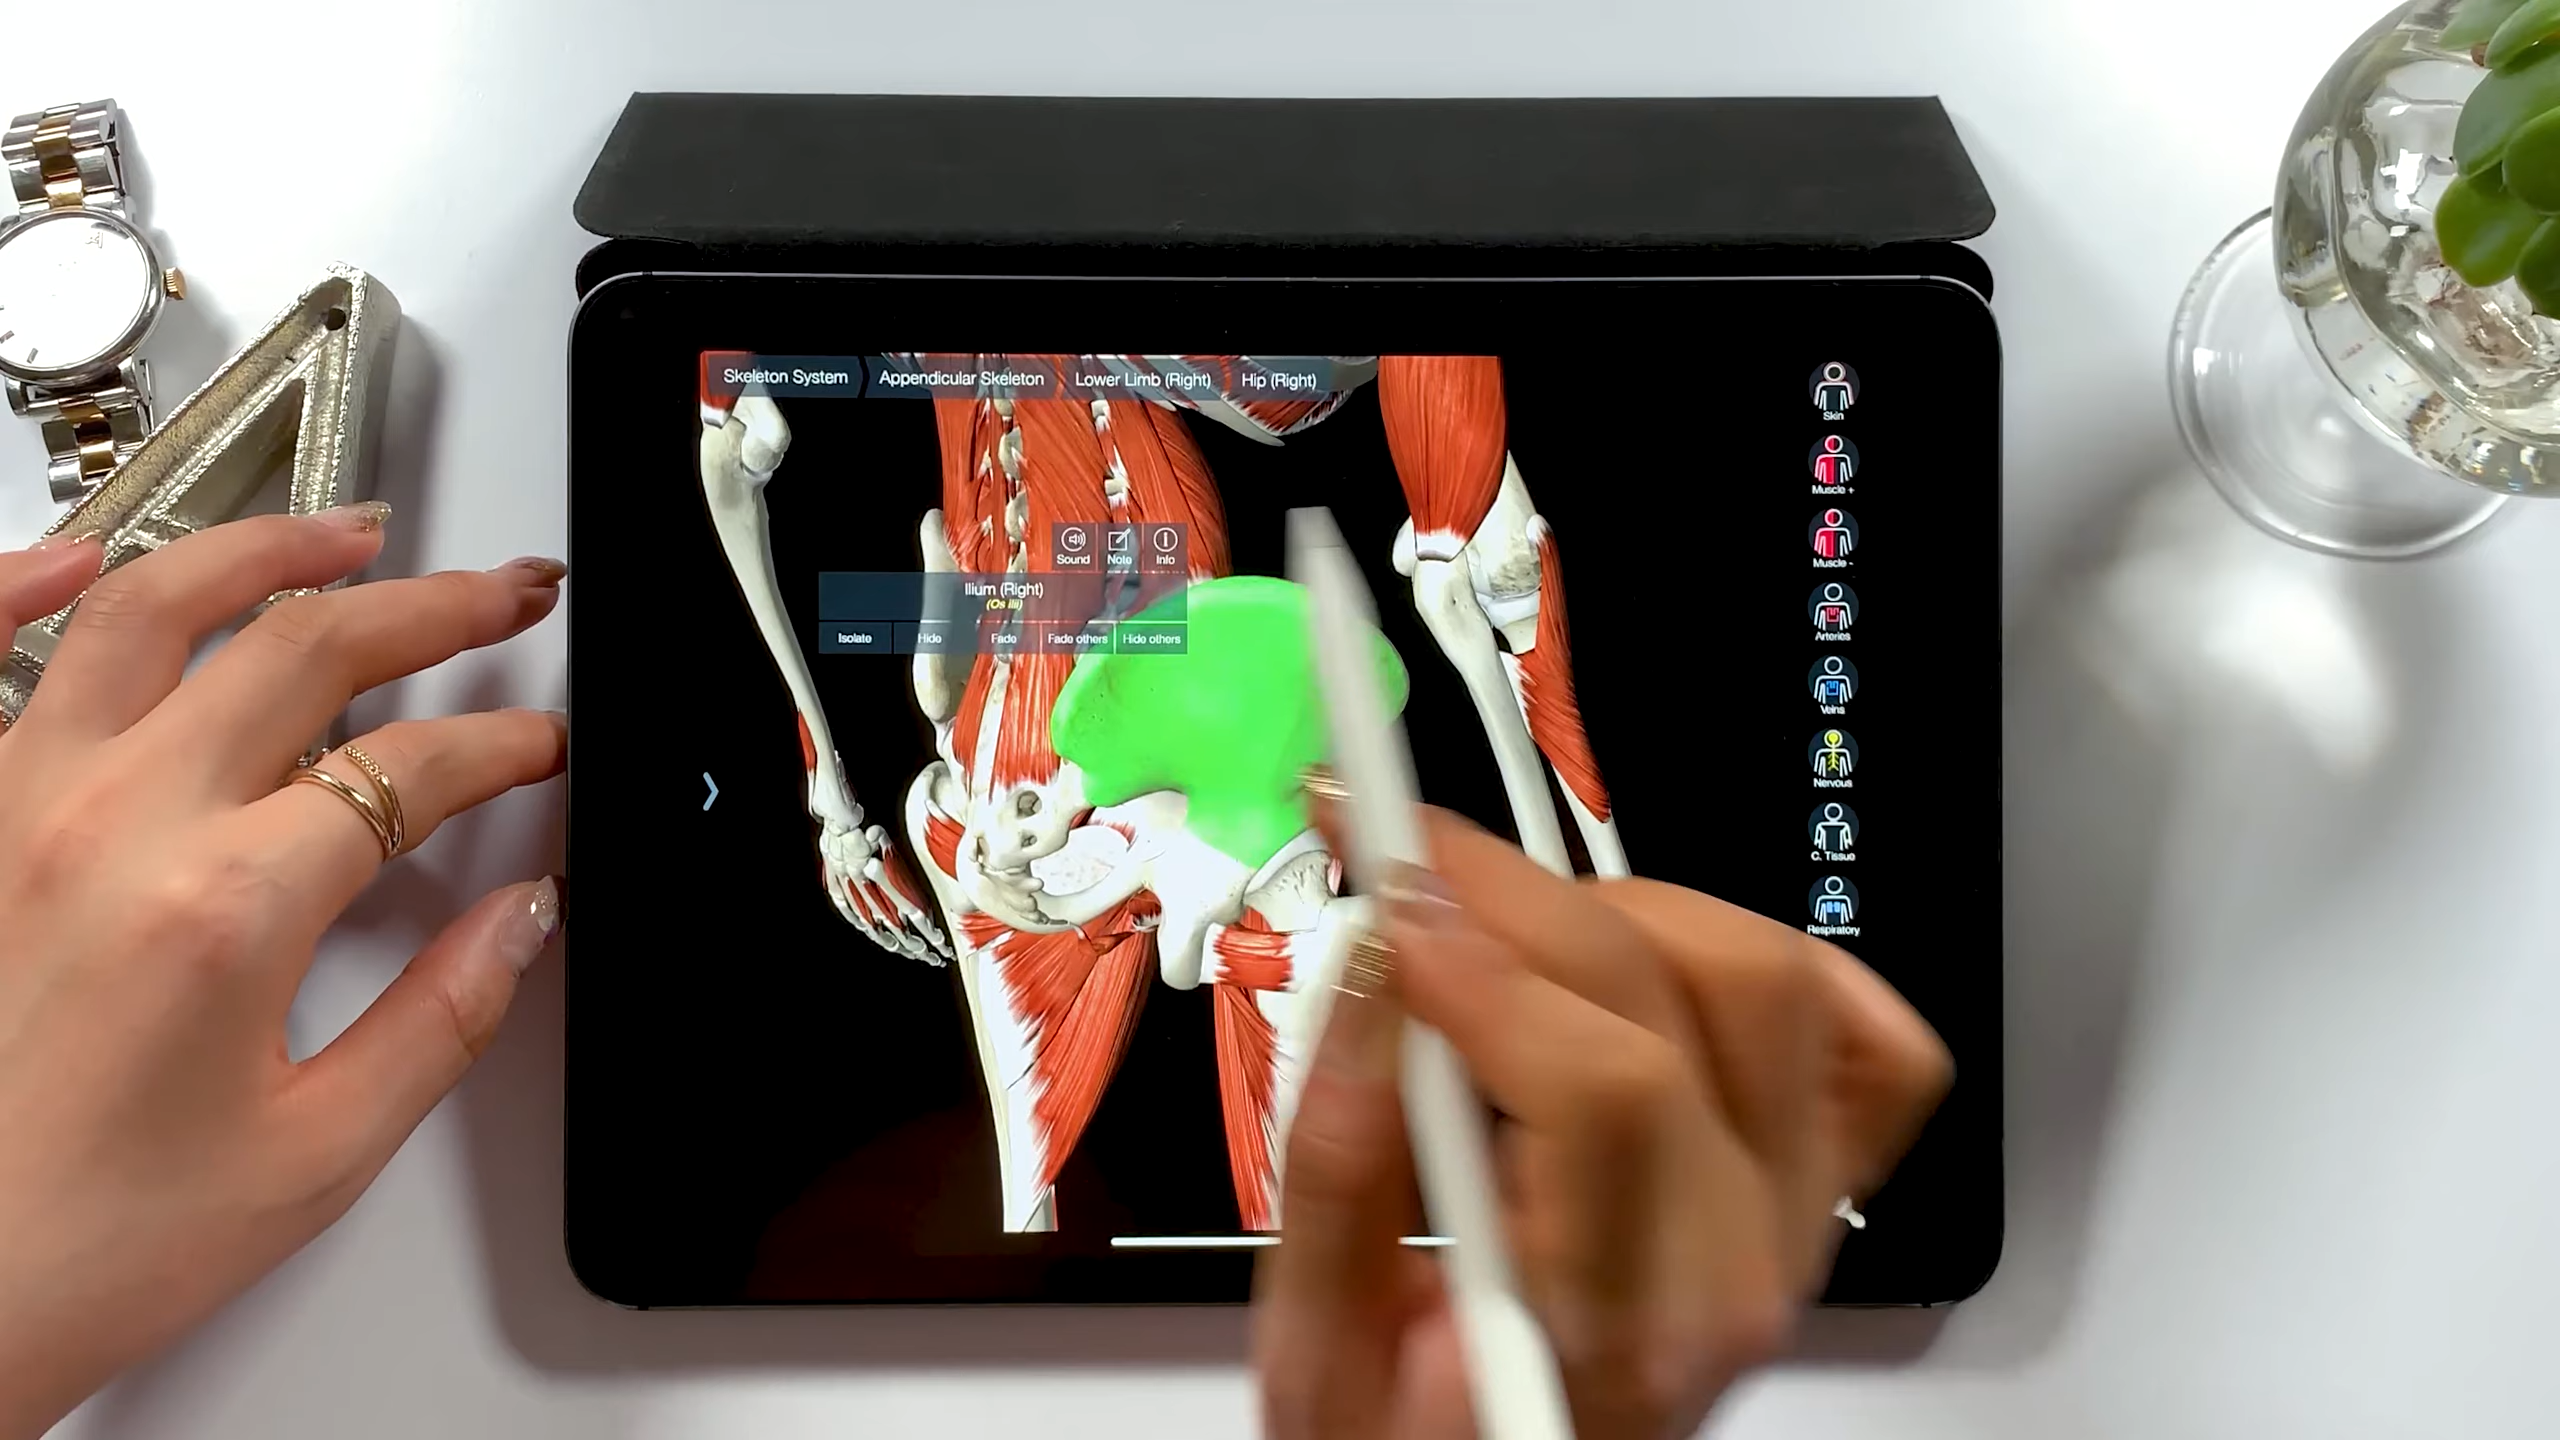 Skeleton System
Appendicular Skeleton
Lower Limb (Right)
Hip (Right)
Skin
Muscle +
Muscle -
Arteries
Veins
Nervous
C. Tissue
Respiratory
Sound
Note
Info
Ilium (Right)
(Os ilii)
Isolate
Hide
Fade
Fade others
Hide others